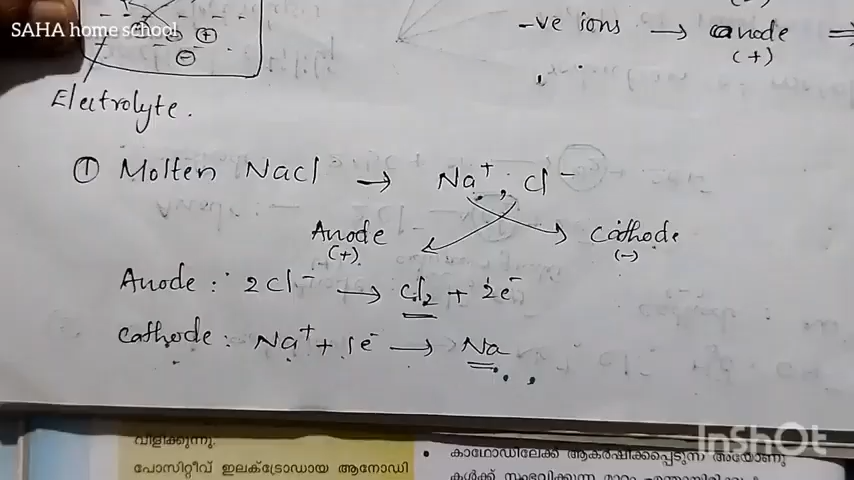 SAHA home school
-ve ions → anode ⇒
(+)
Electrolyte.
① Molten NaCl → Na⁺, Cl⁻
Anode Cathode
(+) (-)
Anode : 2Cl⁻ → Cl₂ + 2e⁻
Cathode : Na⁺ + 1e⁻ → Na
വിളിക്കുന്നു.
പോസിറ്റീവ് ഇലക്ട്രോഡായ ആനോഡി
• കാഥോഡിലേക്ക് ആകർഷിക്കപ്പെടുന്ന അയോണു
InShOt